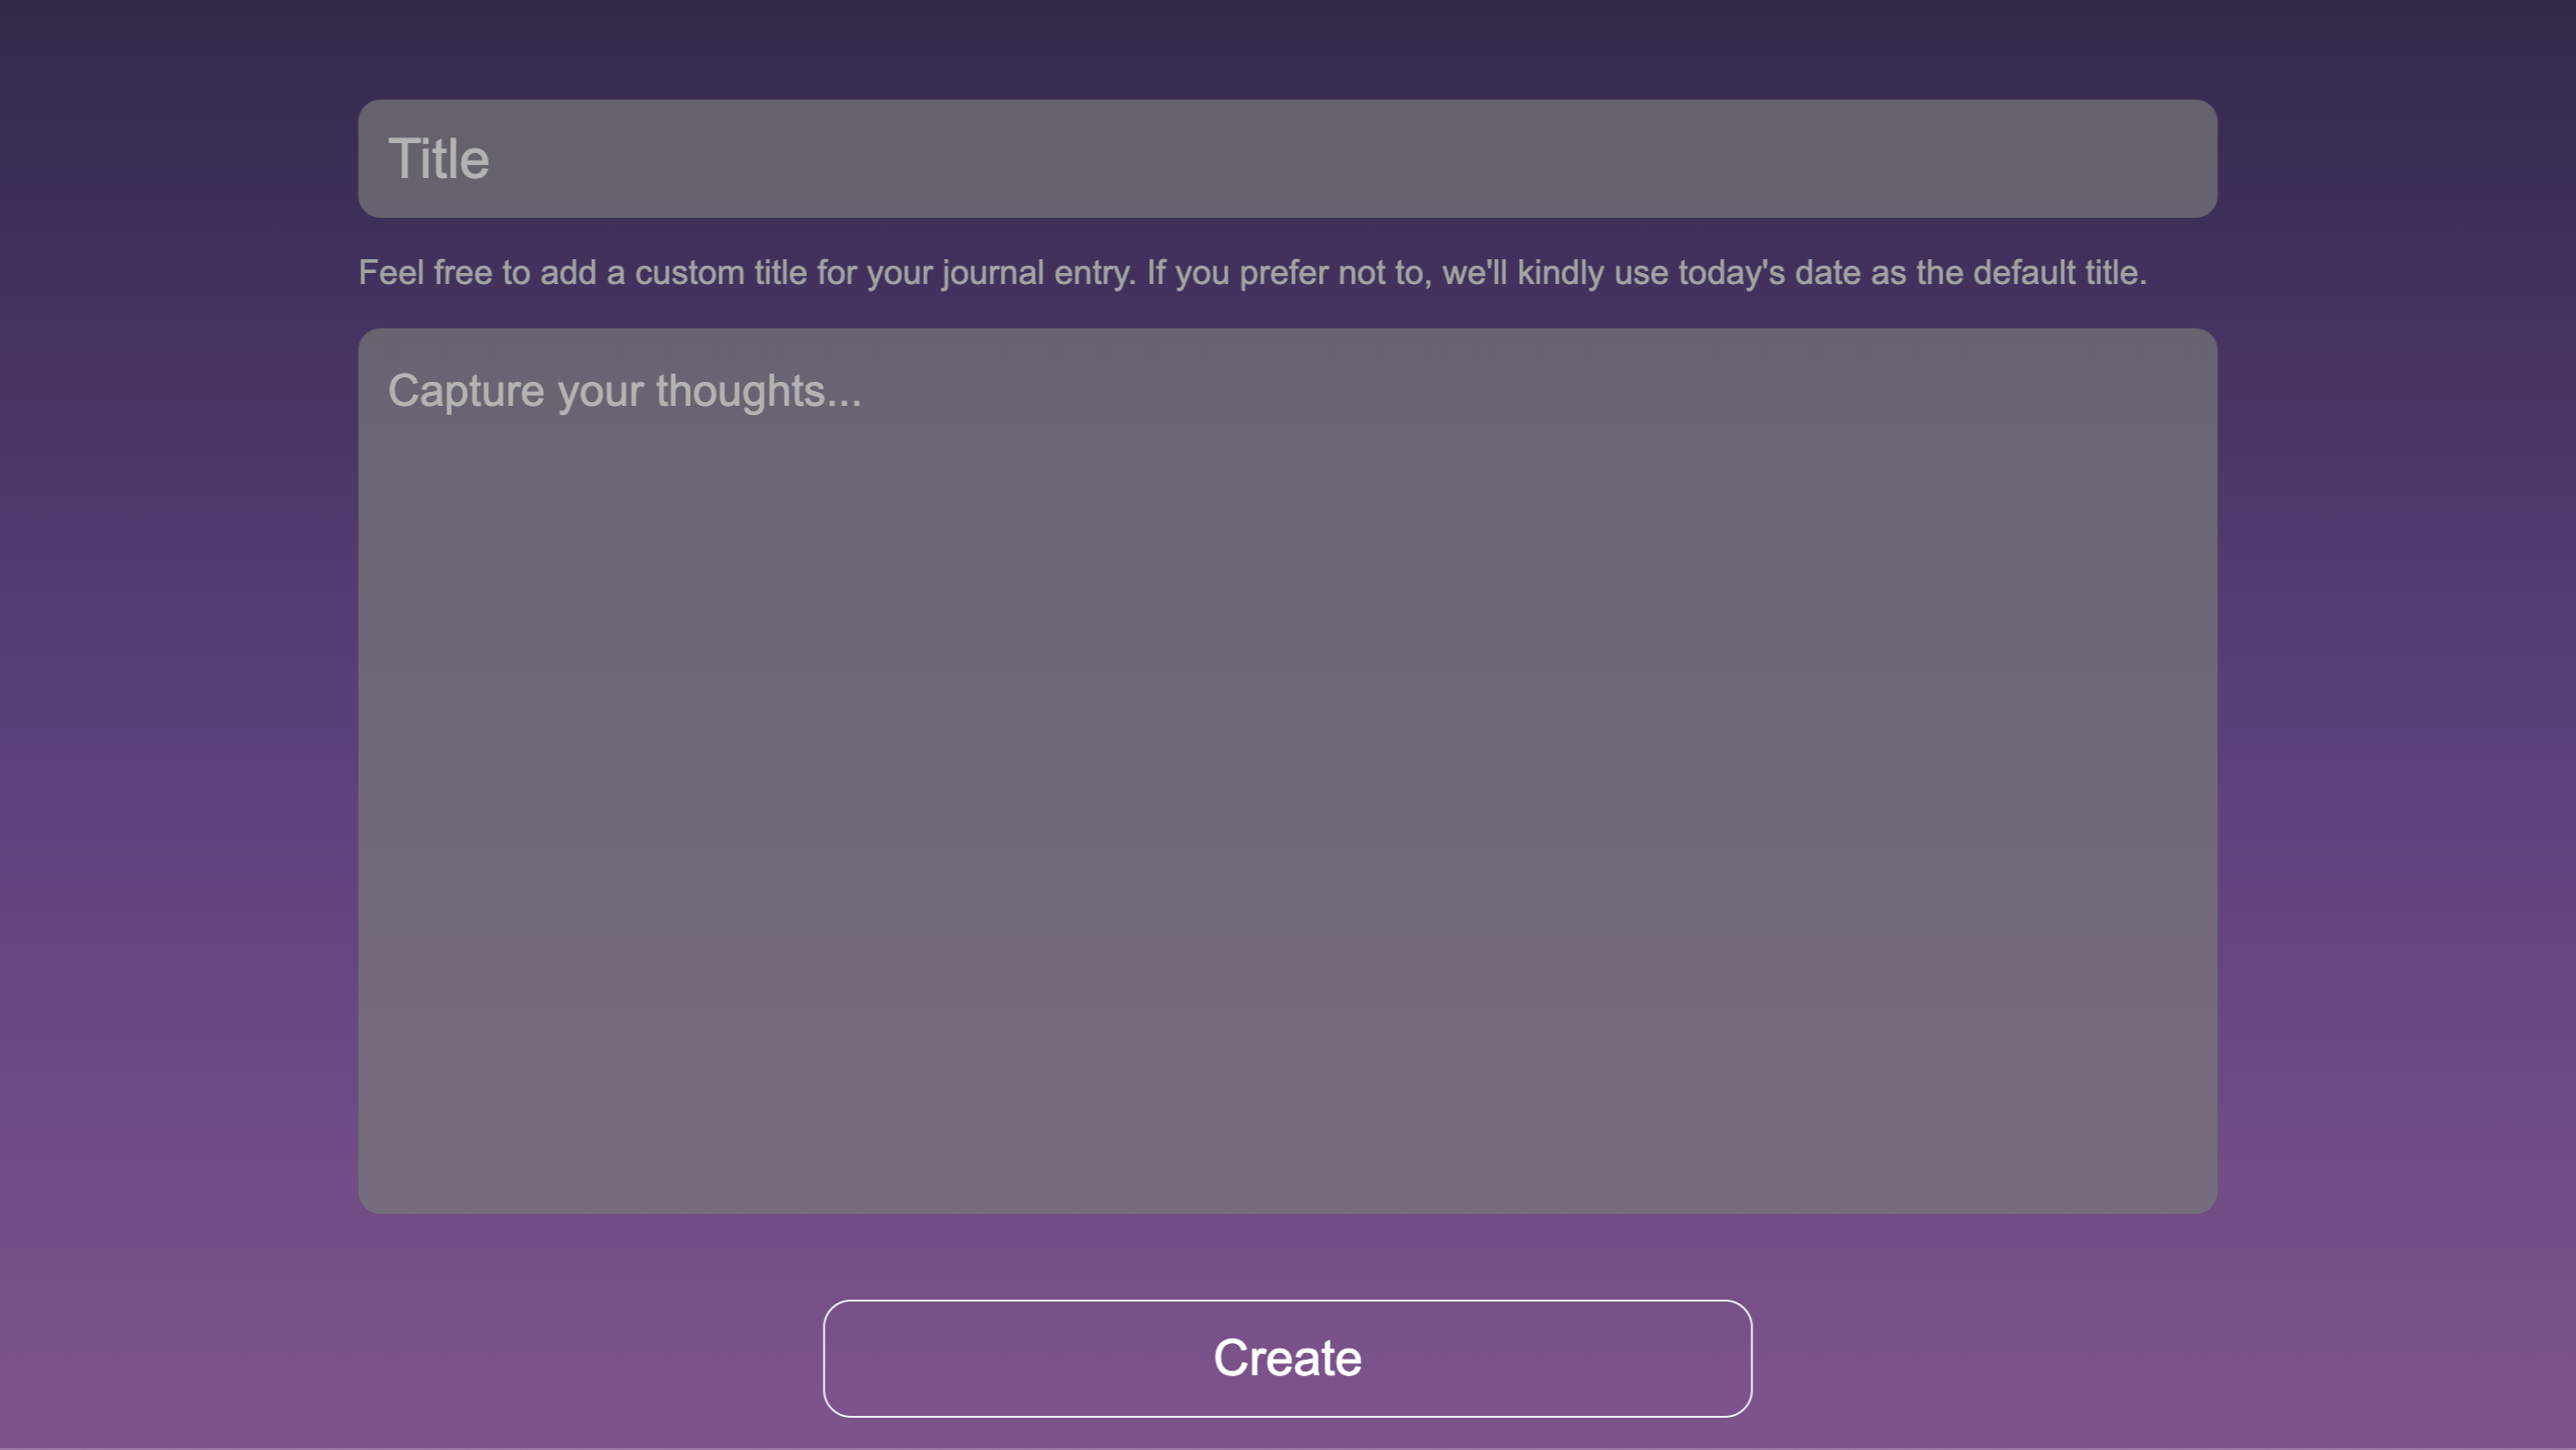 Title
Feel free to add a custom title for your journal entry. If you prefer not to, we'll kindly use today's date as the default title.
Capture your thoughts...
Create